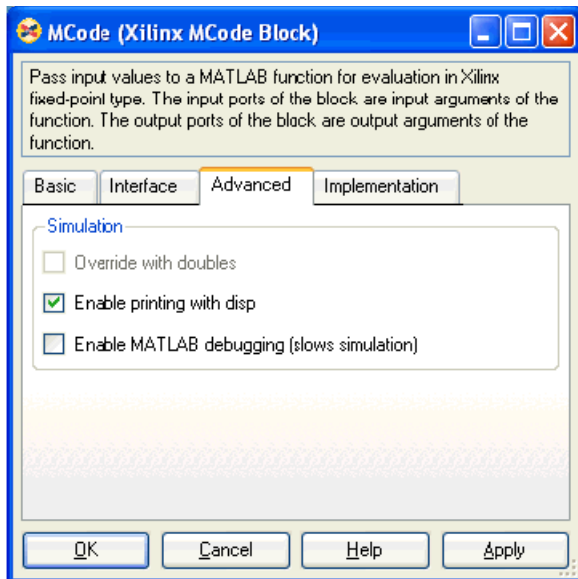 MCode (Xilinx MCode Block)
Pass input values to a MATLAB function for evaluation in Xilinx
fixed-point type. The input ports of the block are input arguments of the
function. The output ports of the block are output arguments of the
function.
Basic Interface Advanced Implementation
Simulation
Override with doubles
Enable printing with disp
Enable MATLAB debugging (slows simulation)
OK Cancel Help Apply